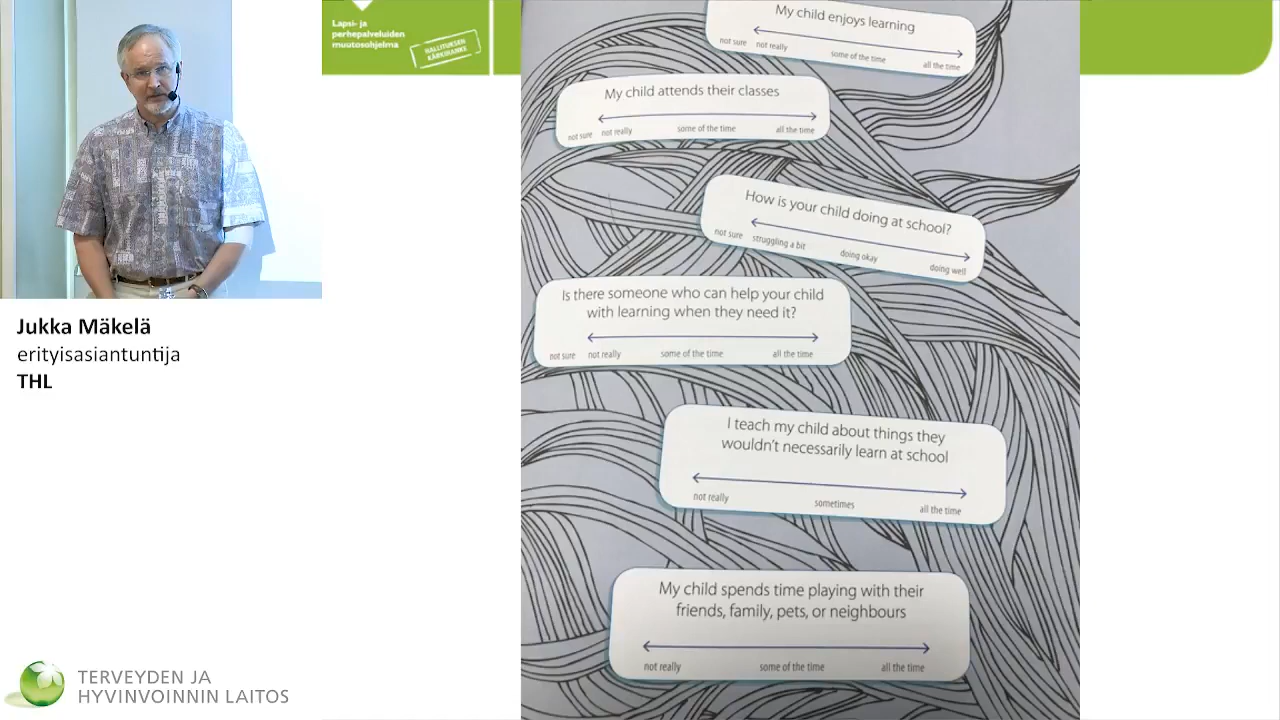 Lapsi- ja
perhepalveluiden
muutosohjelma
HALLITUKSEN
KÄRKIHANKE
My child enjoys learning
not sure not really some of the time all the time
My child attends their classes
not sure not really some of the time all the time
How is your child doing at school?
not sure struggling a bit doing okay doing well
Is there someone who can help your child
with learning when they need it?
not sure not really some of the time all the time
I teach my child about things they
wouldn't necessarily learn at school
not really sometimes all the time
My child spends time playing with their
friends, family, pets, or neighbours
not really some of the time all the time
Jukka Mäkelä
erityisasiantuntija
THL
TERVEYDEN JA
HYVINVOINNIN LAITOS